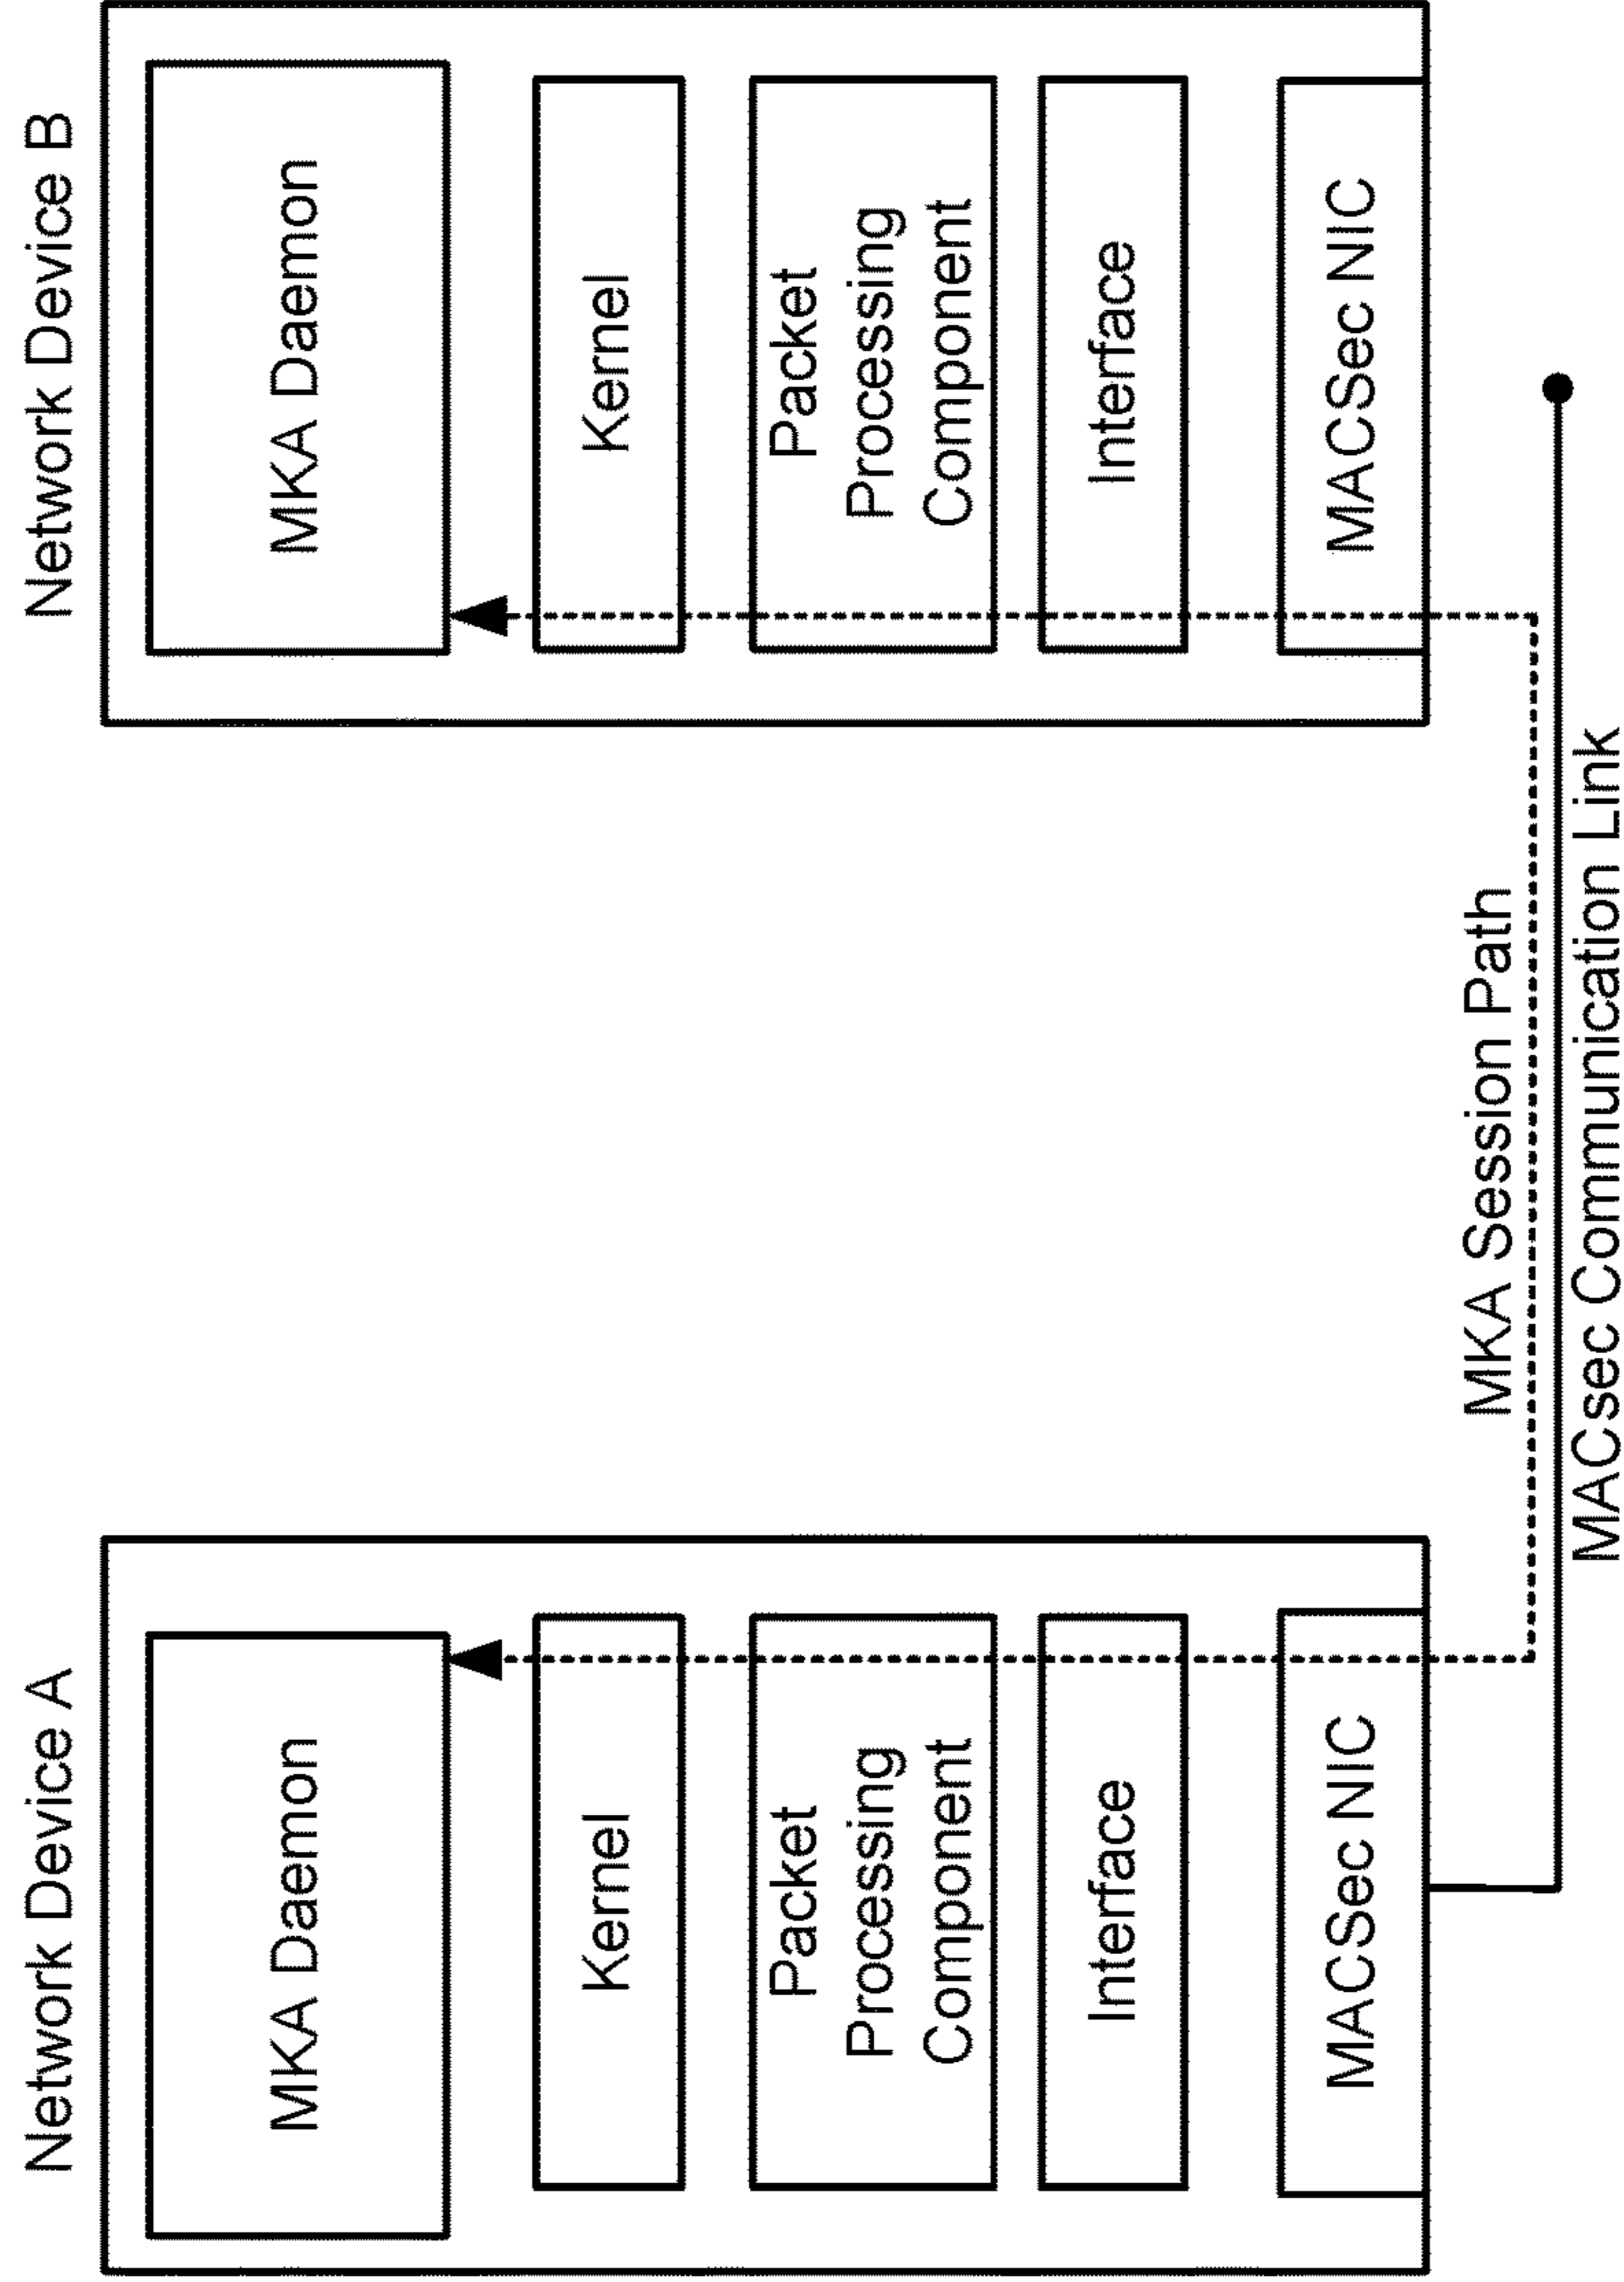 Network Device A
MKA Daemon
Kernel
Packet
Processing
Component
Interface
MACSec NIC
Network Device B
MKA Daemon
Kernel
Packet
Processing
Component
Interface
MACSec NIC
MKA Session Path
MACsec Communication Link